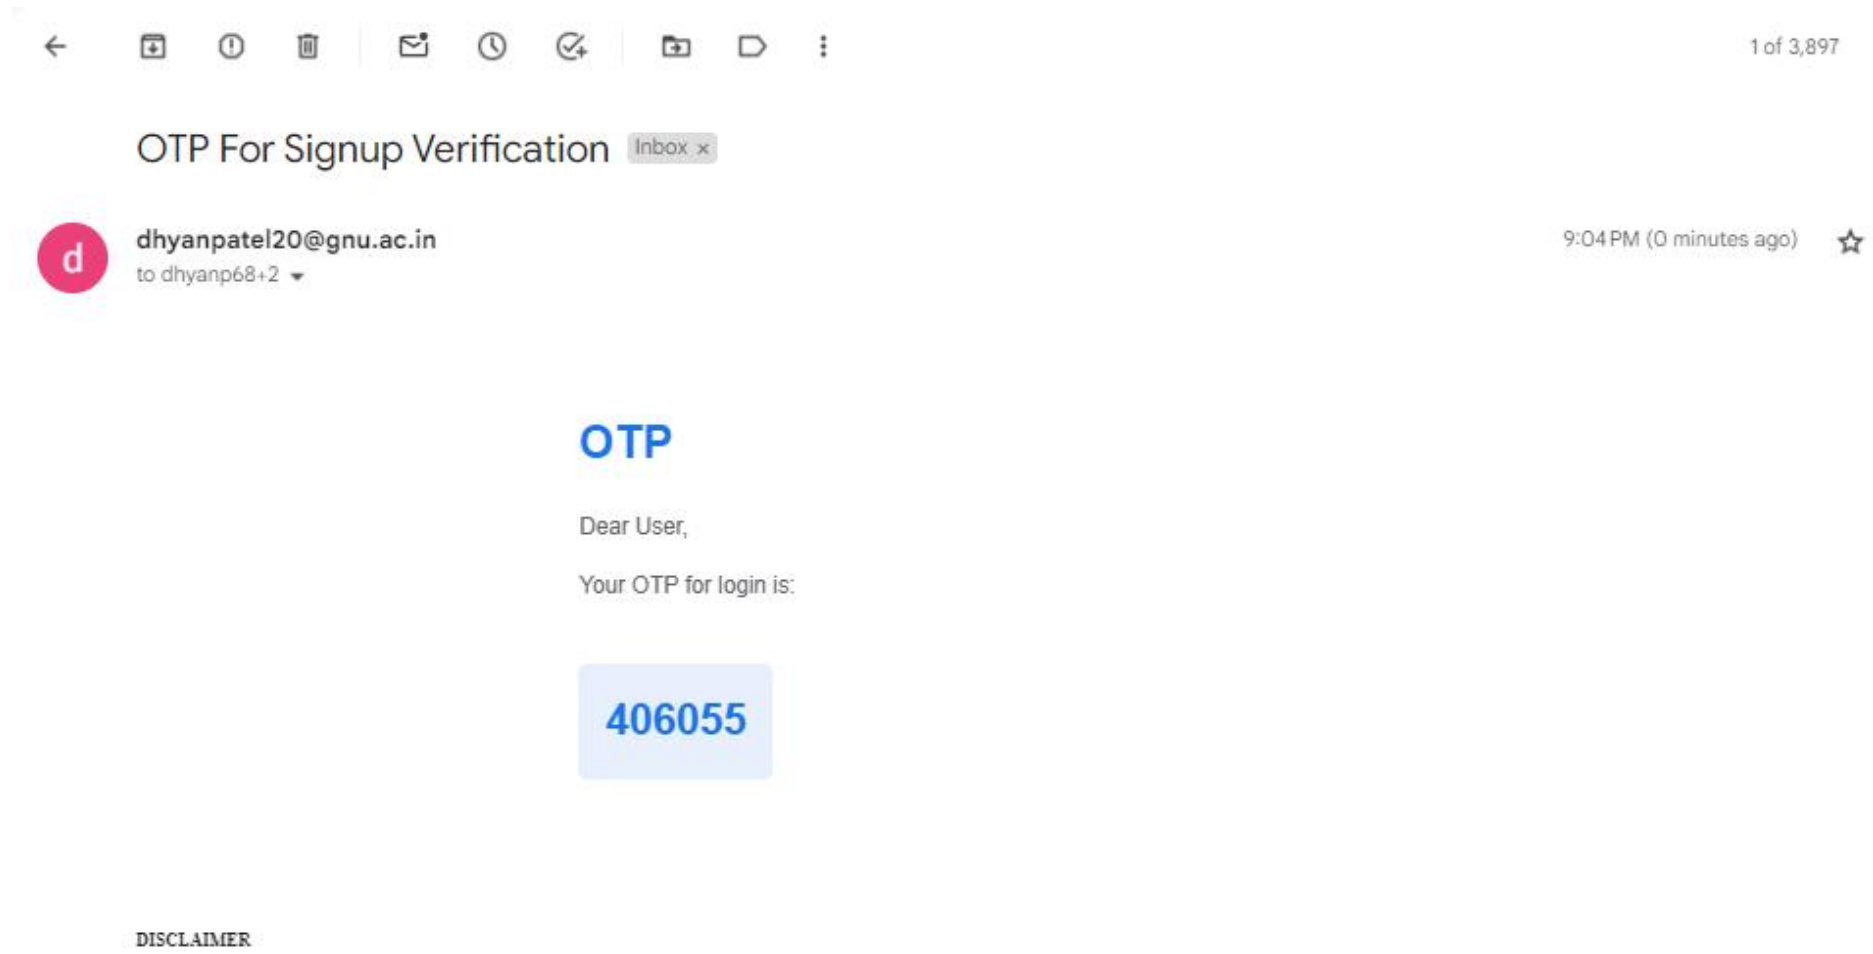 1 of 3,897
OTP For Signup Verification Inbox ×
d
dhyanpatel20@gnu.ac.in 9:04 PM (0 minutes ago)
to dhyanp68+2
OTP
Dear User,
Your OTP for login is:
406055
DISCLAIMER